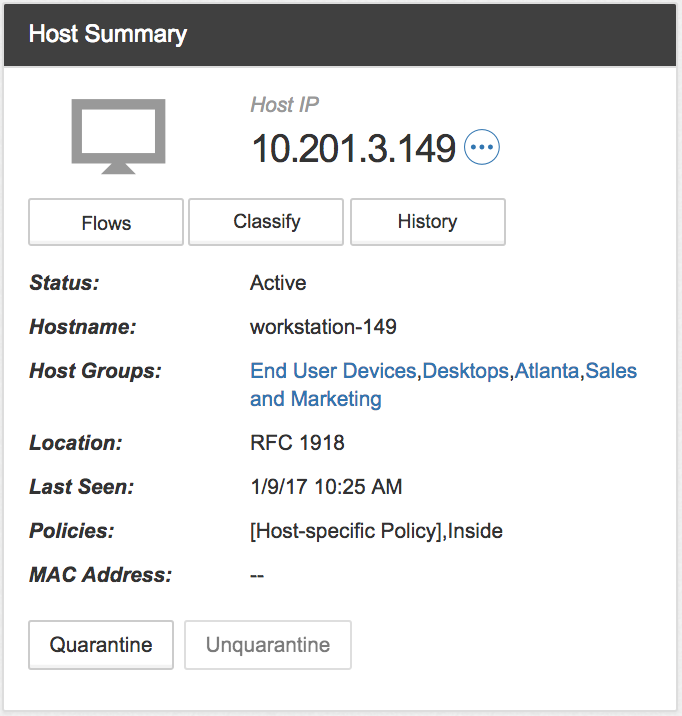 Host Summary
Host IP
10.201.3.149
Flows Classify History
Status: Active
Hostname: workstation-149
Host Groups: End User Devices,Desktops,Atlanta,Sales
and Marketing
Location: RFC 1918
Last Seen: 1/9/17 10:25 AM
Policies: [Host-specific Policy],Inside
MAC Address: --
Quarantine Unquarantine